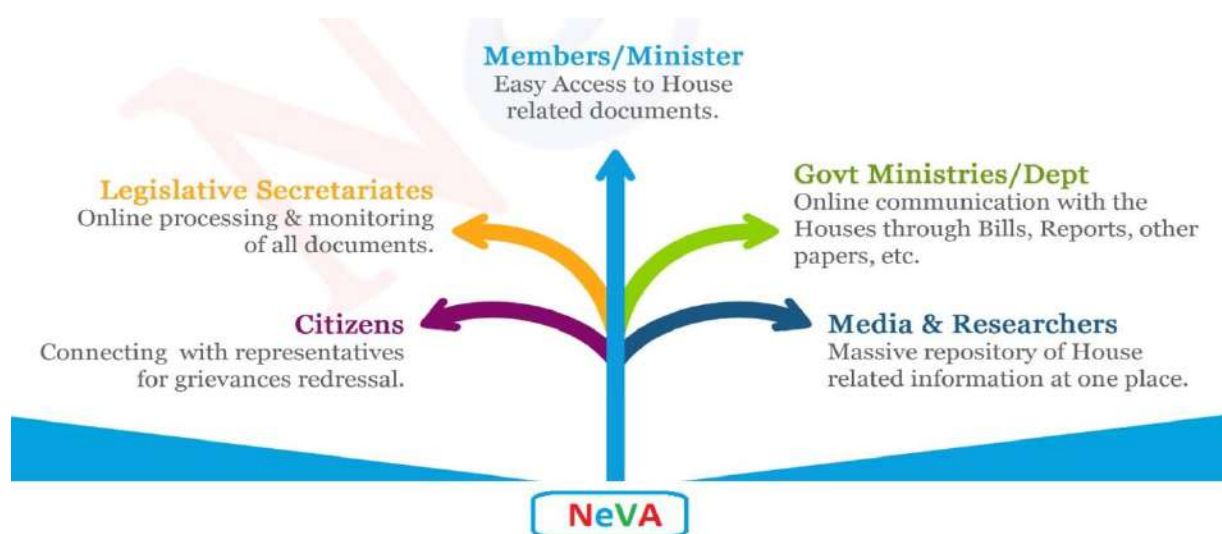 Members/Minister
Easy Access to House
related documents.
Legislative Secretariates
Online processing & monitoring
of all documents.
Govt Ministries/Dept
Online communication with the
Houses through Bills, Reports, other
papers, etc.
Citizens
Connecting with representatives
for grievances redressal.
Media & Researchers
Massive repository of House
related information at one place.
NeVA